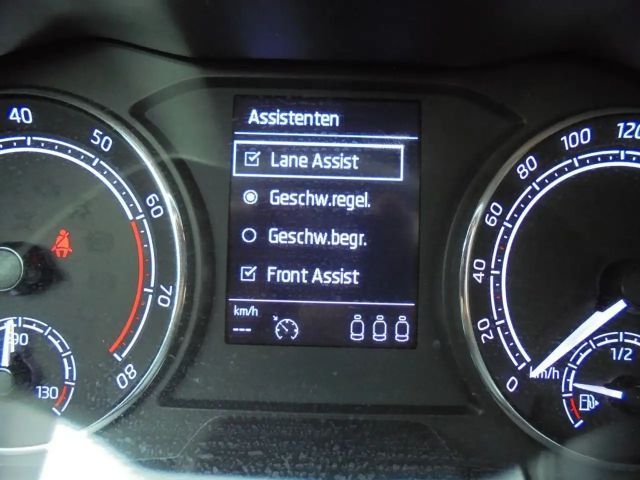 Assistenten
Lane Assist
Geschw.regel.
Geschw.begr.
Front Assist
km/h
---
40
50
60
70
80
90
130
0
20
40
60
80
100
120
km/h
1/2